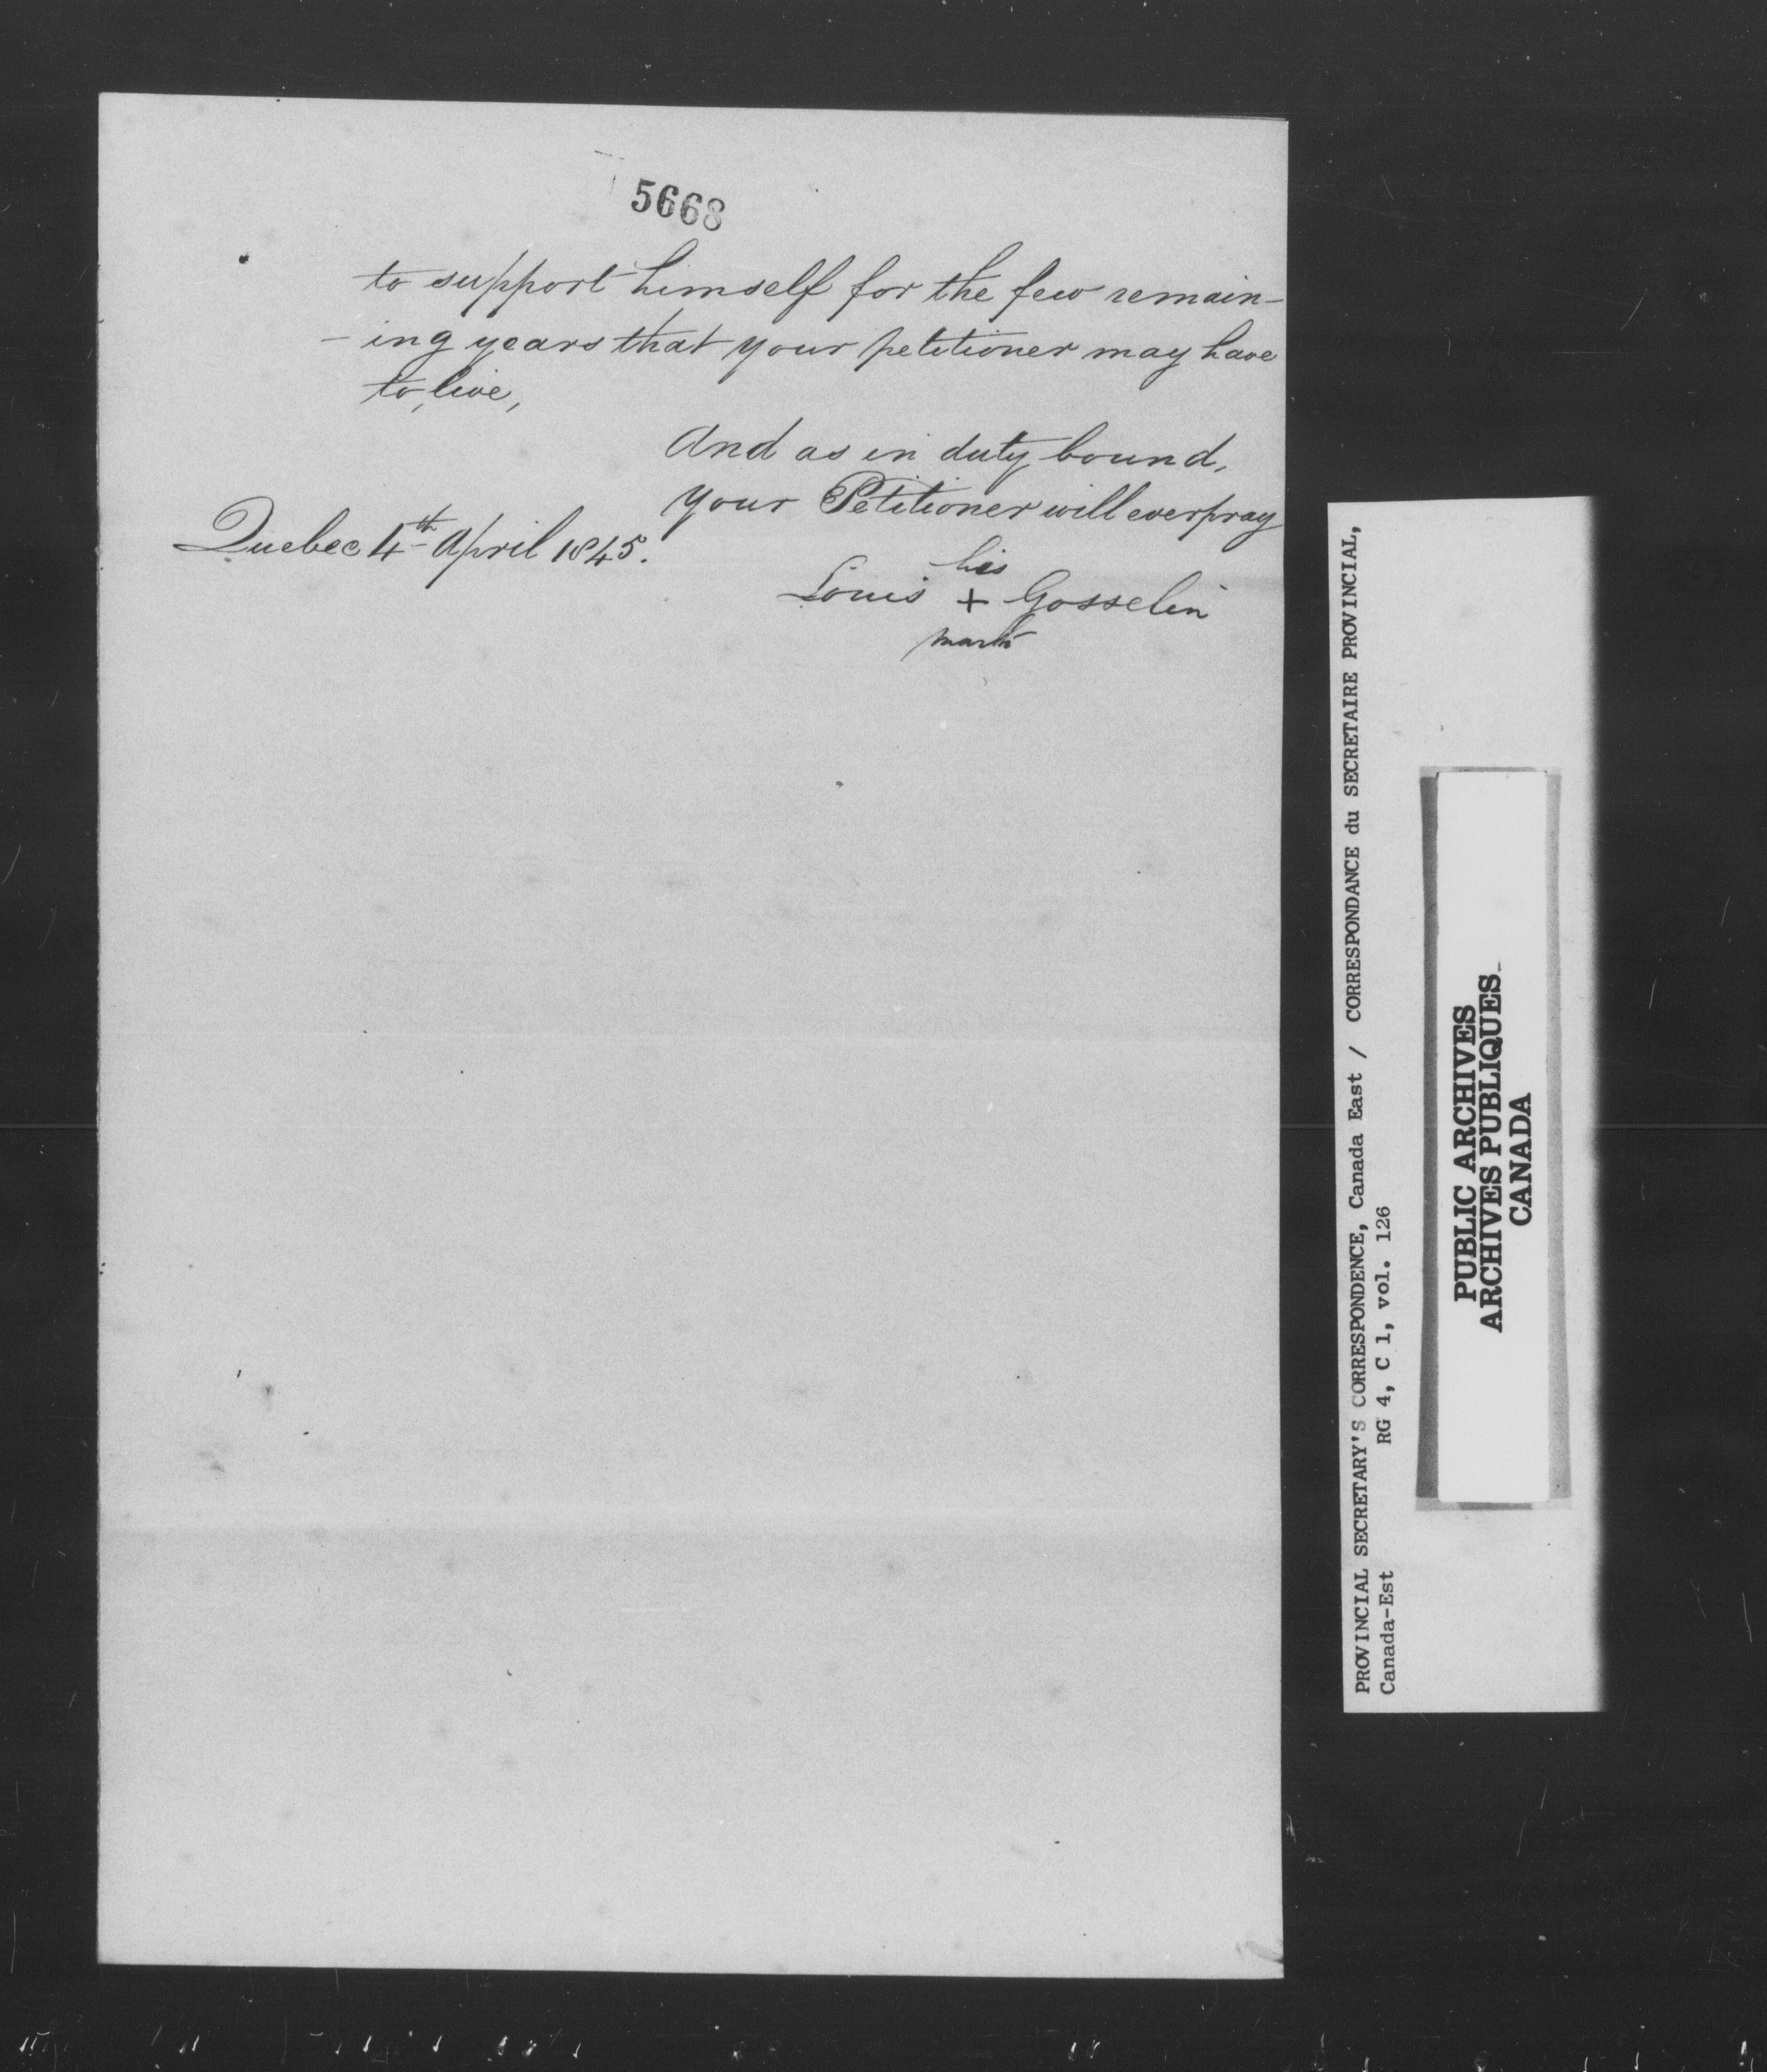 5668
to support himself for the few remain-
- ing years that your petitioner may have
to live,
And as in duty bound,
your Petitioner will ever pray
Quebec 4th April 1845.
his
Louis + Gosselin
mark
PROVINCIAL SECRETARY'S CORRESPONDENCE, Canada East / CORRESPONDANCE du SECRETAIRE PROVINCIAL,
Canada-Est RG 4, C 1, vol. 126
PUBLIC ARCHIVES
ARCHIVES PUBLIQUES
CANADA